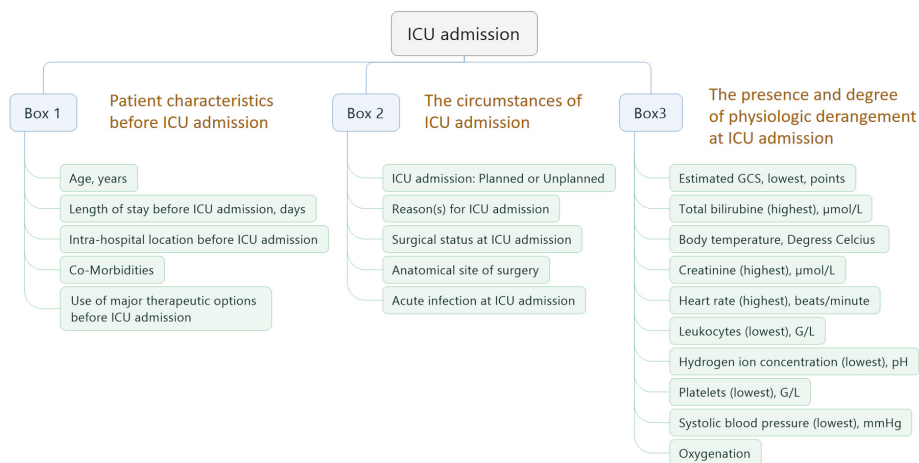 ICU admission
Box 1
Patient characteristics
before ICU admission
Age, years
Length of stay before ICU admission, days
Intra-hospital location before ICU admission
Co-Morbidities
Use of major therapeutic options
before ICU admission
Box 2
The circumstances of
ICU admission
ICU admission: Planned or Unplanned
Reason(s) for ICU admission
Surgical status at ICU admission
Anatomical site of surgery
Acute infection at ICU admission
Box3
The presence and degree
of physiologic derangement
at ICU admission
Estimated GCS, lowest, points
Total bilirubine (highest), μmol/L
Body temperature, Degress Celcius
Creatinine (highest), μmol/L
Heart rate (highest), beats/minute
Leukocytes (lowest), G/L
Hydrogen ion concentration (lowest), pH
Platelets (lowest), G/L
Systolic blood pressure (lowest), mmHg
Oxygenation